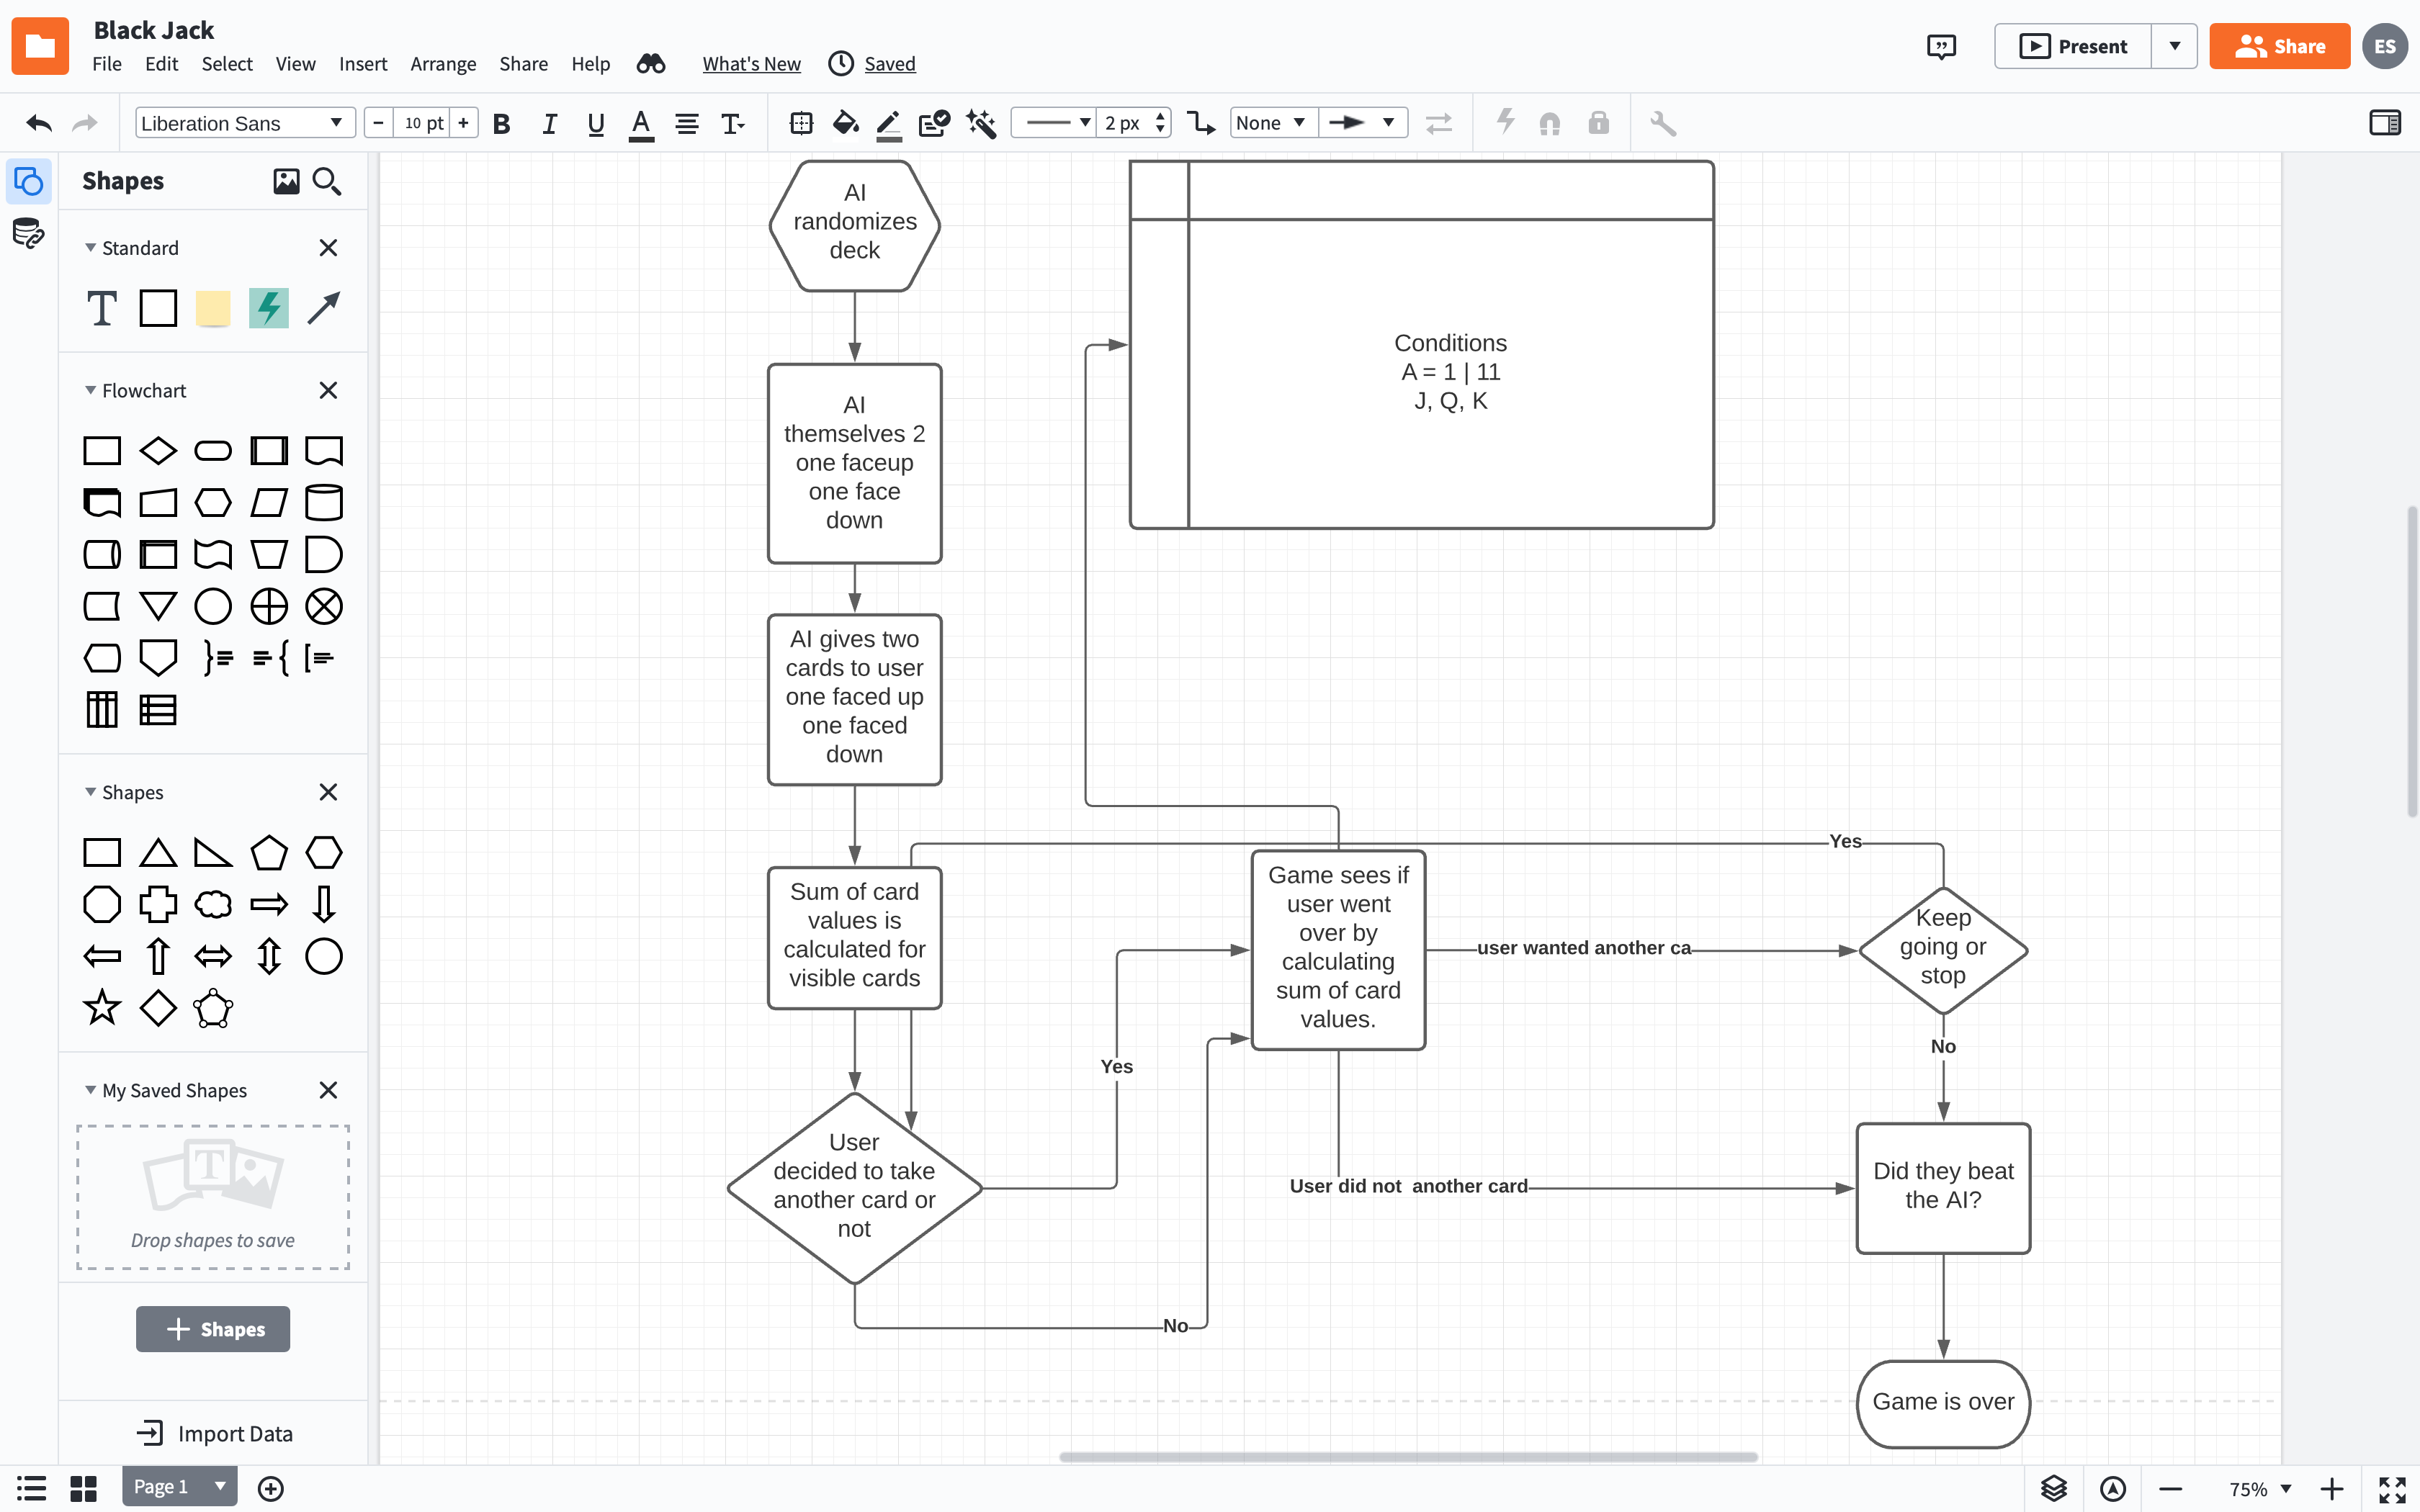 Black Jack
File Edit Select View Insert Arrange Share Help What's New Saved
Present Share ES
Liberation Sans - 10 pt + B I U A T 2 px None
Shapes
Standard
T
Flowchart
Shapes
My Saved Shapes
T
Drop shapes to save
+ Shapes
Import Data
AI
randomizes
deck
AI
themselves 2
one faceup
one face
down
AI gives two
cards to user
one faced up
one faced
down
Sum of card
values is
calculated for
visible cards
User
decided to take
another card or
not
Yes
No
Conditions
A = 1 | 11
J, Q, K
Game sees if
user went
over by
calculating
sum of card
values.
user wanted another ca
User did not  another card
Yes
Keep
going or
stop
No
Did they beat
the AI?
Game is over
Page 1
75%